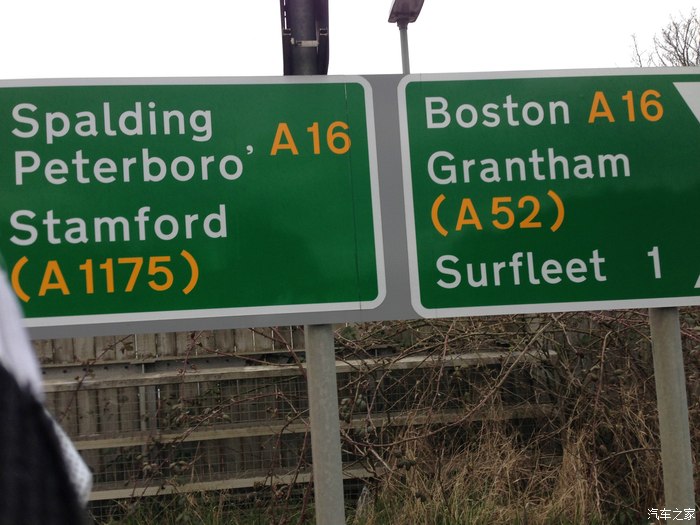 Spalding
Peterboro' A16
Stamford
(A1175)
Boston A16
Grantham
(A52)
Surfleet 1
汽车之家